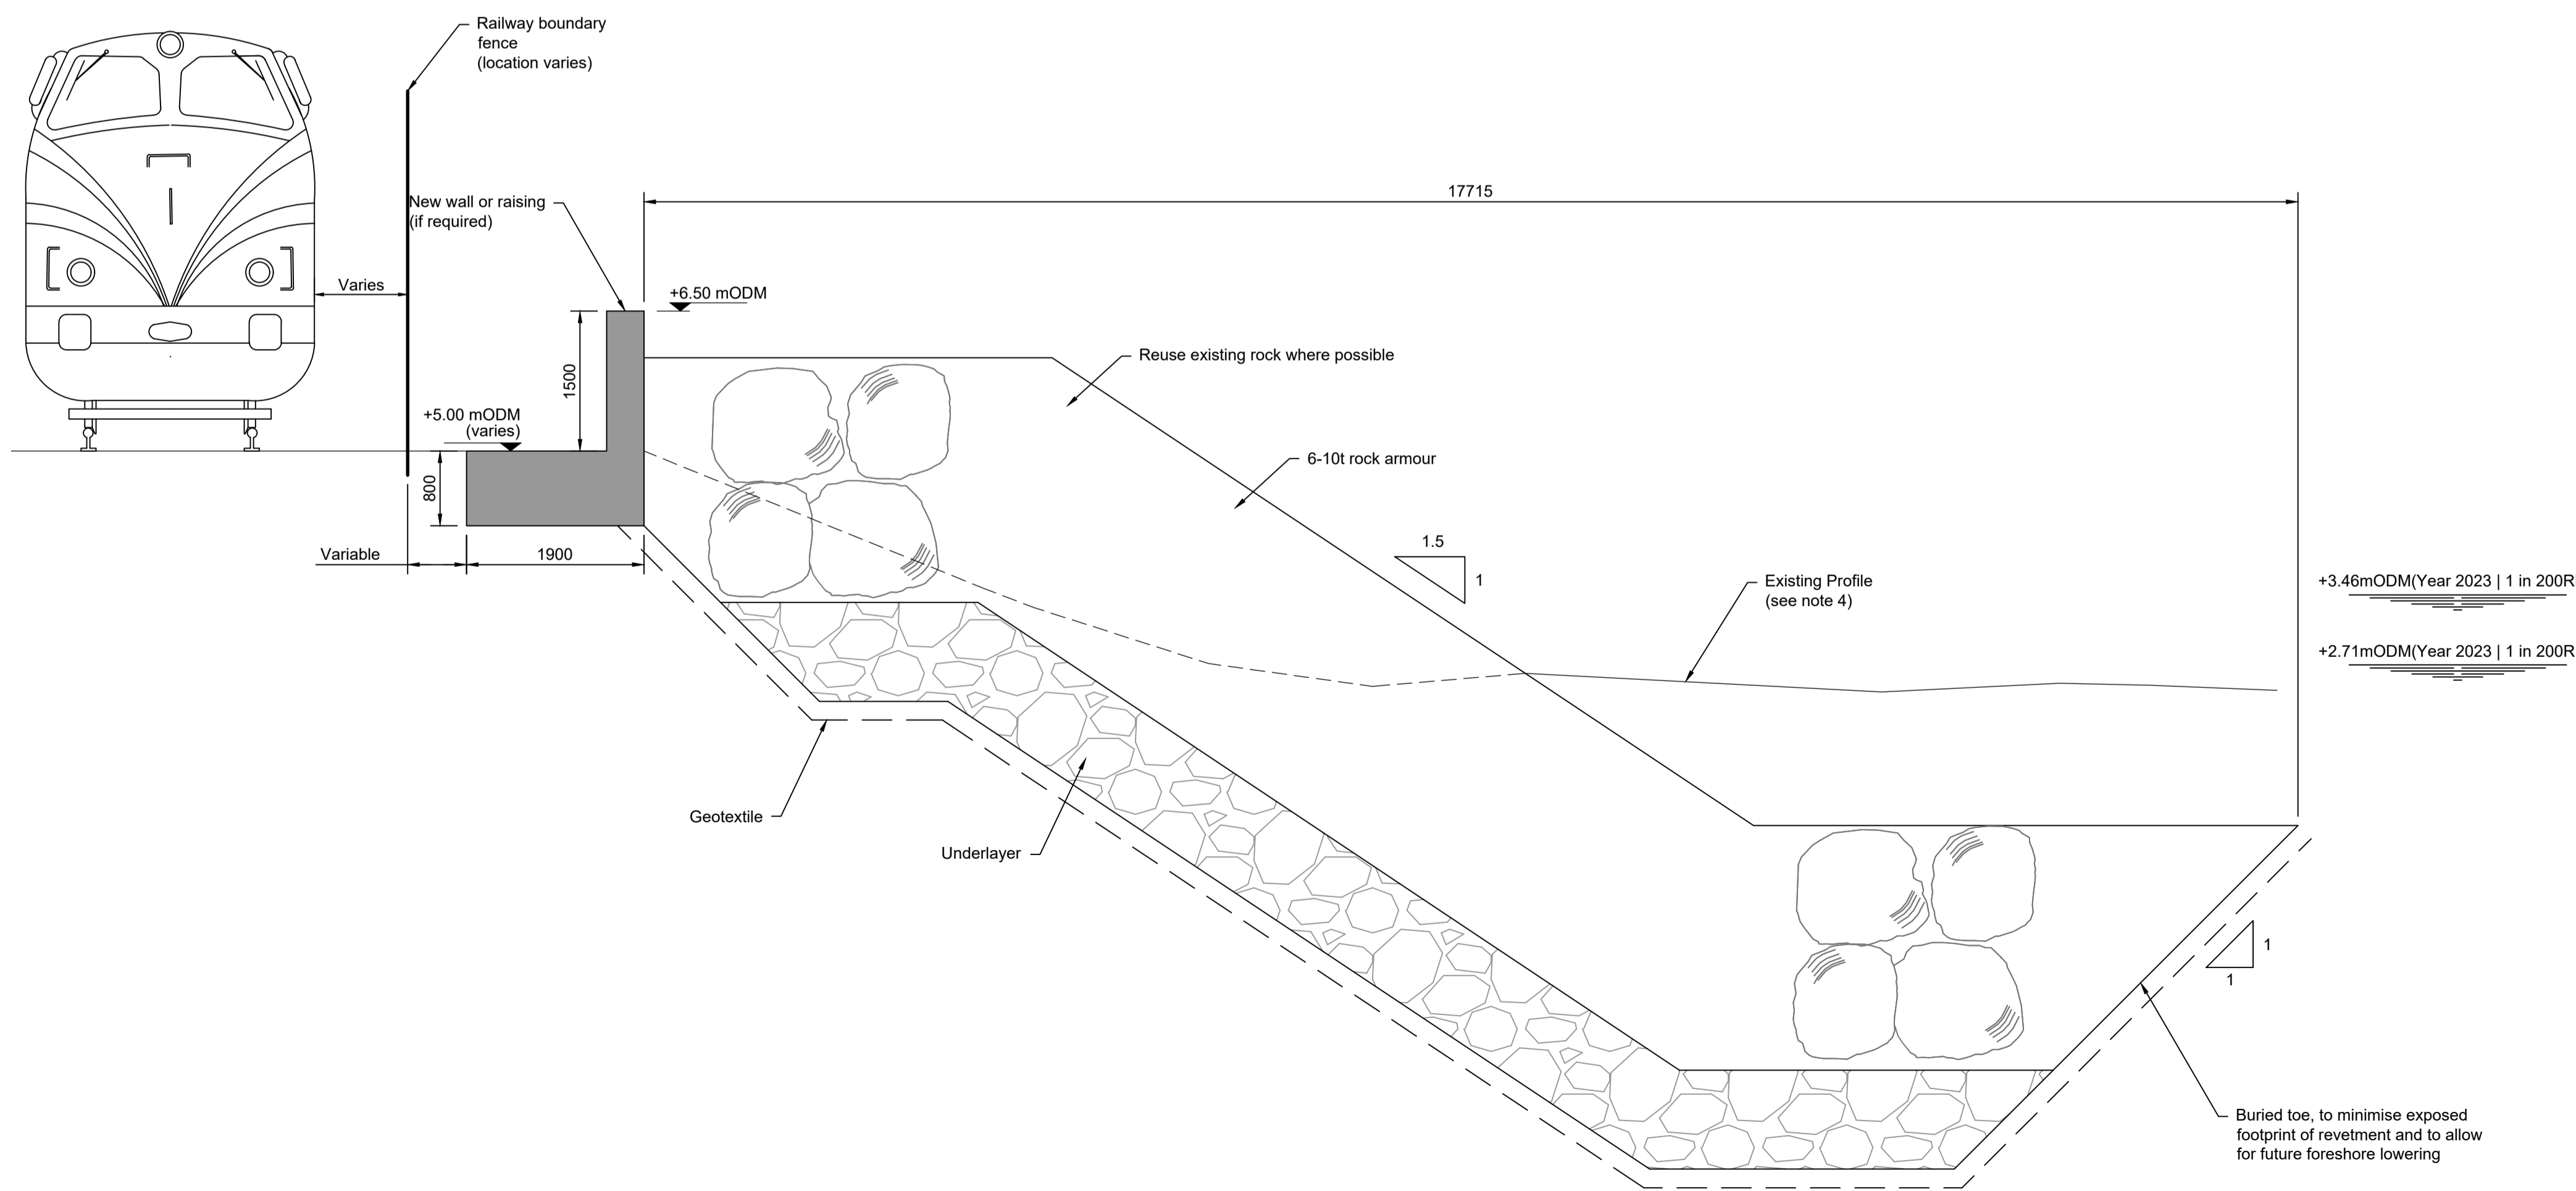 Railway boundary
fence
(location varies)
17715
New wall or raising
(if required)
Varies
+6.50 mODM
Reuse existing rock where possible
1500
+5.00 mODM
(varies)
6-10t rock armour
800
1.5
1
Variable
1900
Existing Profile
(see note 4)
+3.46mODM(Year 2023 | 1 in 200R
+2.71mODM(Year 2023 | 1 in 200R
Geotextile
Underlayer
1
1
Buried toe, to minimise exposed
footprint of revetment and to allow
for future foreshore lowering